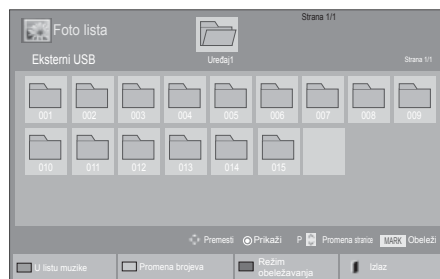 Strana 1/1
Foto lista
Eksterni USB
Uređaj1
Strana 1/1
001 002 003 004 005 006 007 008 009
010 011 012 013 014 015
Premesti Prikaži P Promena stranice MARK Obeleži
U listu muzike Promena brojeva Režim obeležavanja Izlaz